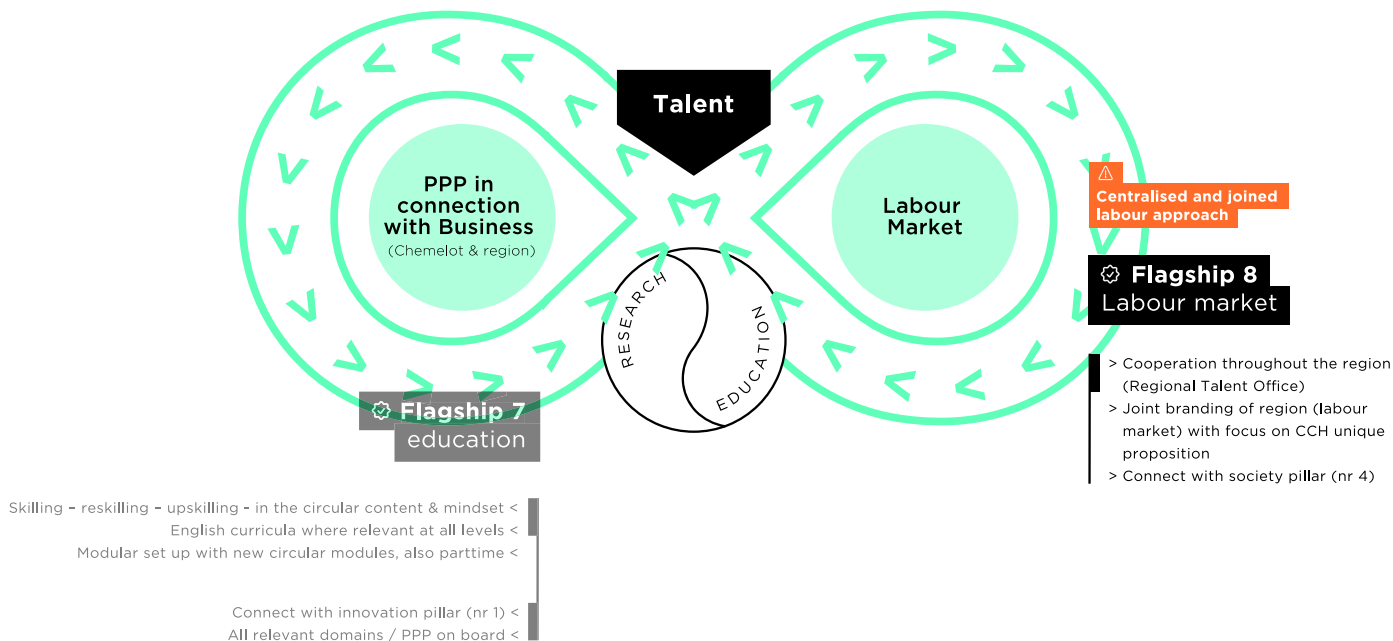 Talent
PPP in
connection
with Business
(Chemelot & region)
Labour
Market
Centralised and joined
labour approach
RESEARCH
EDUCATION
Flagship 8
Labour market
> Cooperation throughout the region
(Regional Talent Office)
> Joint branding of region (labour
market) with focus on CCH unique
proposition
> Connect with society pillar (nr 4)
Flagship 7
education
Skilling – reskilling – upskilling - in the circular content & mindset <
English curricula where relevant at all levels <
Modular set up with new circular modules, also parttime <
Connect with innovation pillar (nr 1) <
All relevant domains / PPP on board <